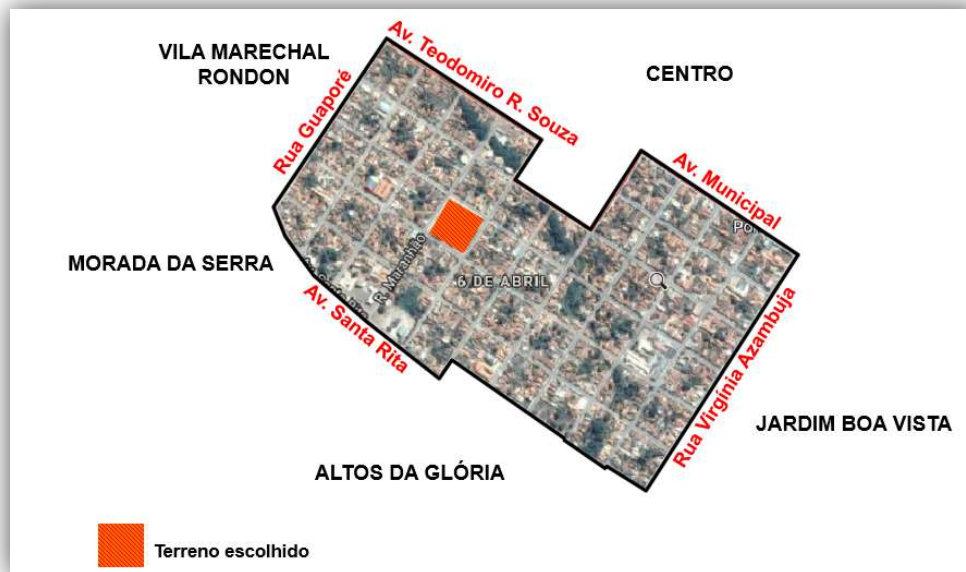 VILA MARECHAL
RONDON
Av. Teodomiro R. Souza
CENTRO
Rua Guaporé
Av. Municipal
MORADA DA SERRA
R. Maranhão
6 DE ABRIL
Av. Santa Rita
Rua Virgínia Azambuja
JARDIM BOA VISTA
ALTOS DA GLÓRIA
Terreno escolhido